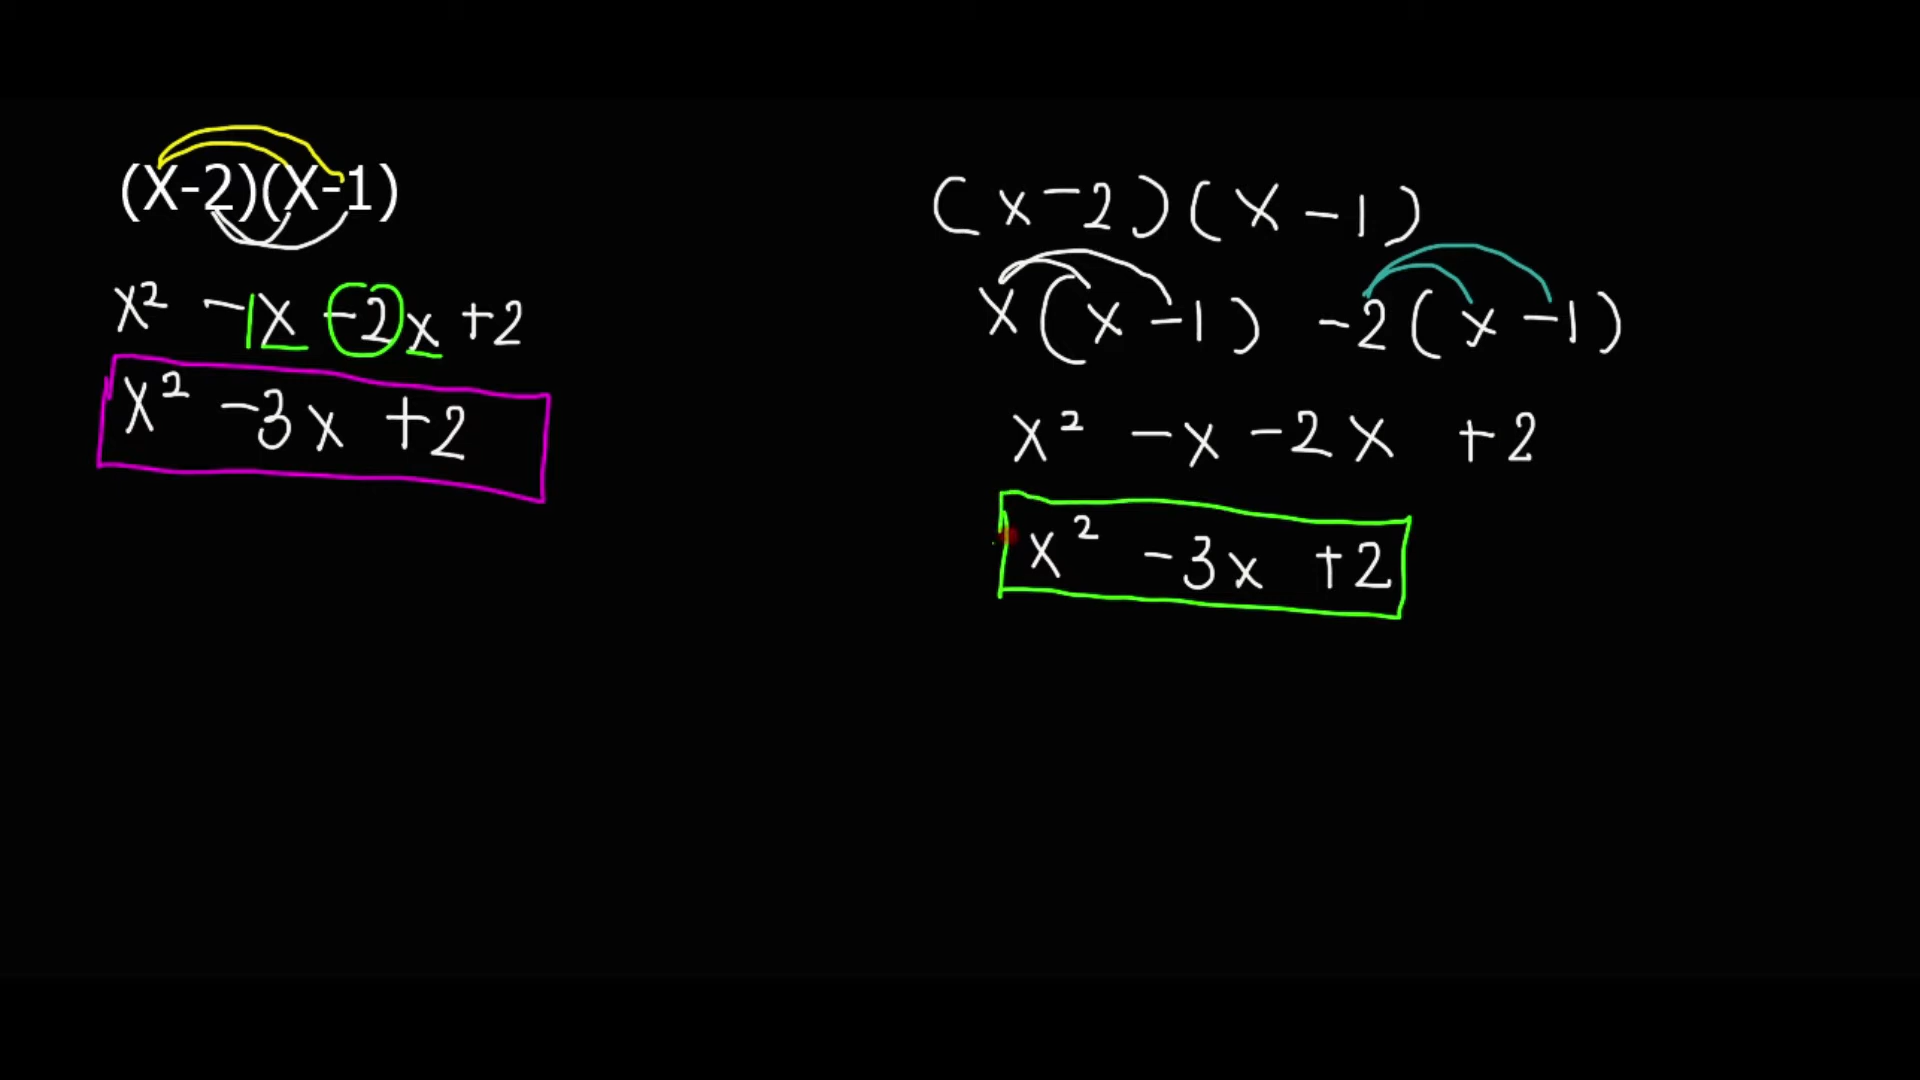 (X-2)(X-1)
x² -1x -2x +2
x² -3x +2
(x-2)(x-1)
x(x-1) -2(x-1)
x² -x -2x +2
x² -3x +2